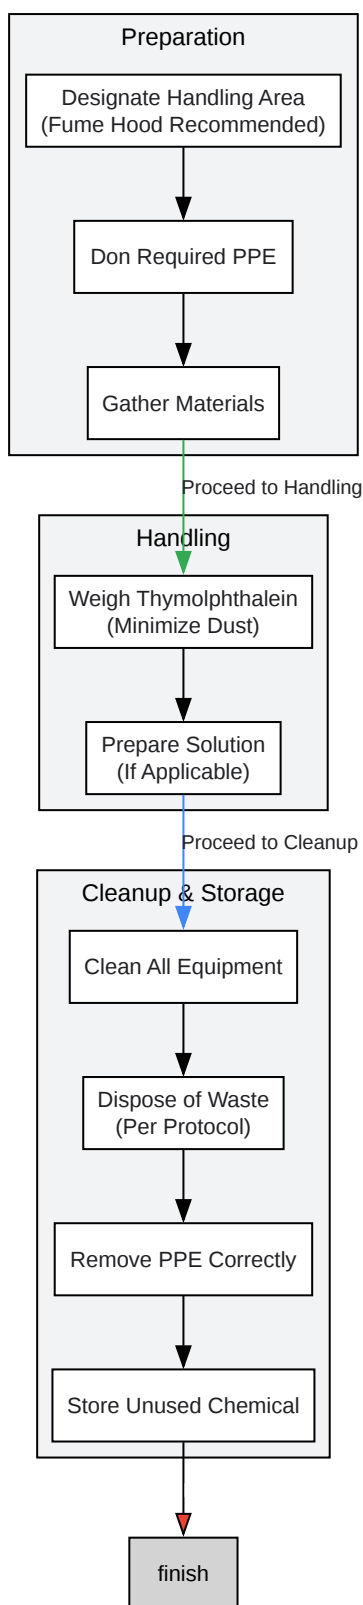 Preparation
Designate Handling Area
(Fume Hood Recommended)
Don Required PPE
Gather Materials
Proceed to Handling
Handling
Weigh Thymolphthalein
(Minimize Dust)
Prepare Solution
(If Applicable)
Proceed to Cleanup
Cleanup & Storage
Clean All Equipment
Dispose of Waste
(Per Protocol)
Remove PPE Correctly
Store Unused Chemical
finish